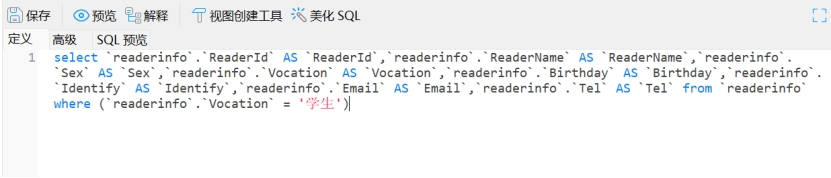 保存 预览 解释 视图创建工具 美化 SQL
定义 高级 SQL 预览
1 select `readerinfo`.`ReaderId` AS `ReaderId`,`readerinfo`.`ReaderName` AS `ReaderName`,`readerinfo`.
`Sex` AS `Sex`,`readerinfo`.`Vocation` AS `Vocation`,`readerinfo`.`Birthday` AS `Birthday`,`readerinfo`.
`Identify` AS `Identify`,`readerinfo`.`Email` AS `Email`,`readerinfo`.`Tel` AS `Tel` from `readerinfo`
where (`readerinfo`.`Vocation` = '学生')